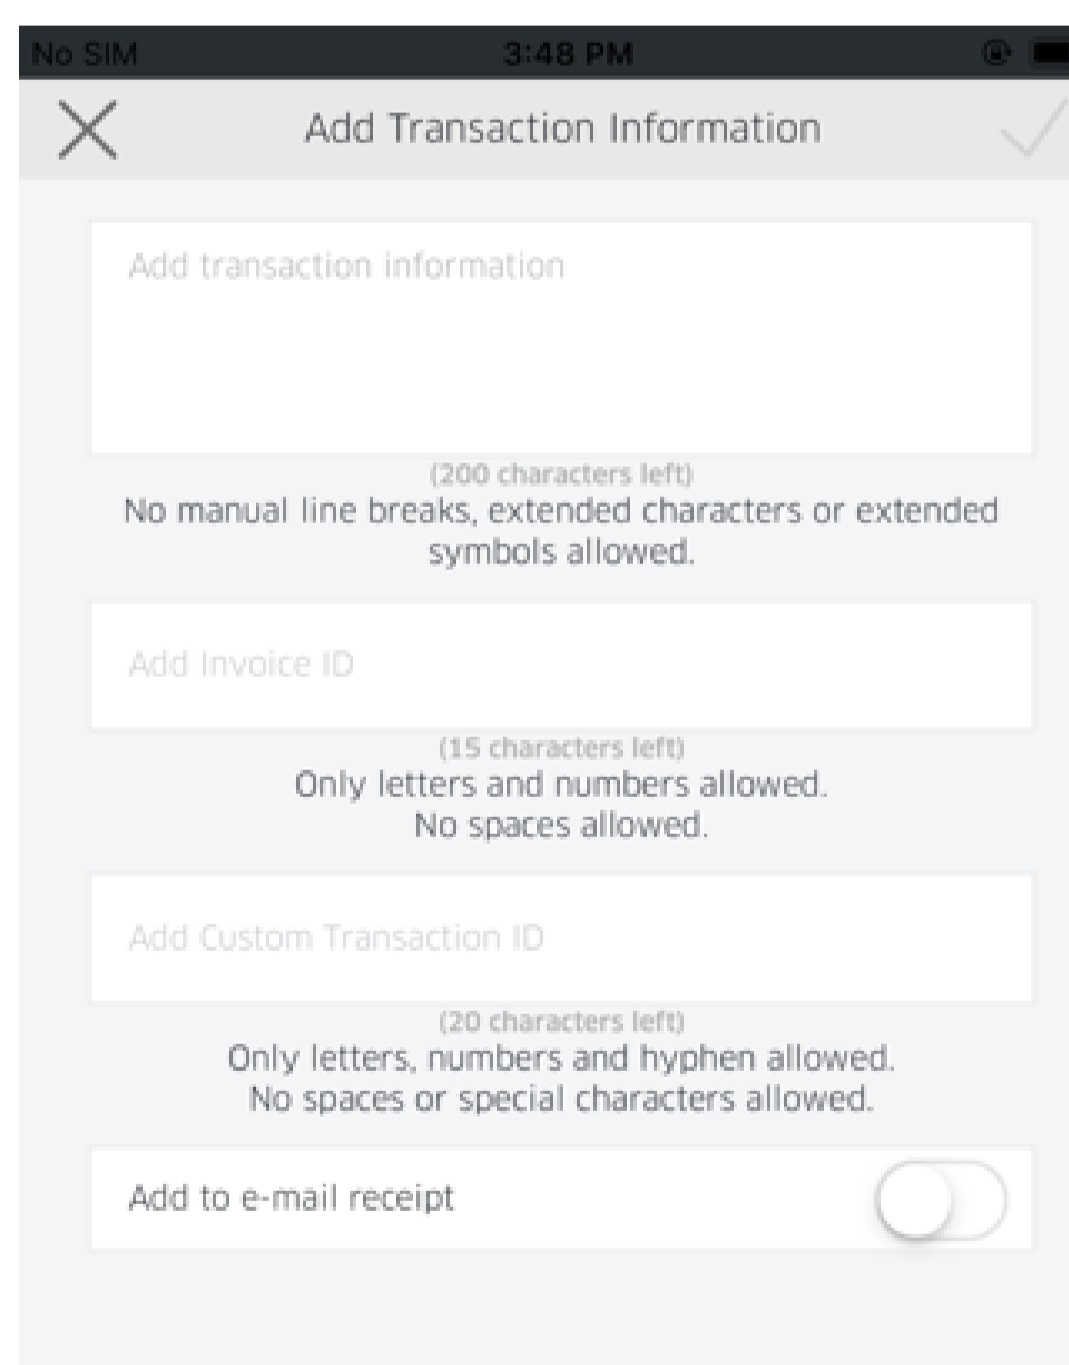 No SIM 3:48 PM
Add Transaction Information
Add transaction information
(200 characters left)
No manual line breaks, extended characters or extended
symbols allowed.
Add Invoice ID
(15 characters left)
Only letters and numbers allowed.
No spaces allowed.
Add Custom Transaction ID
(20 characters left)
Only letters, numbers and hyphen allowed.
No spaces or special characters allowed.
Add to e-mail receipt